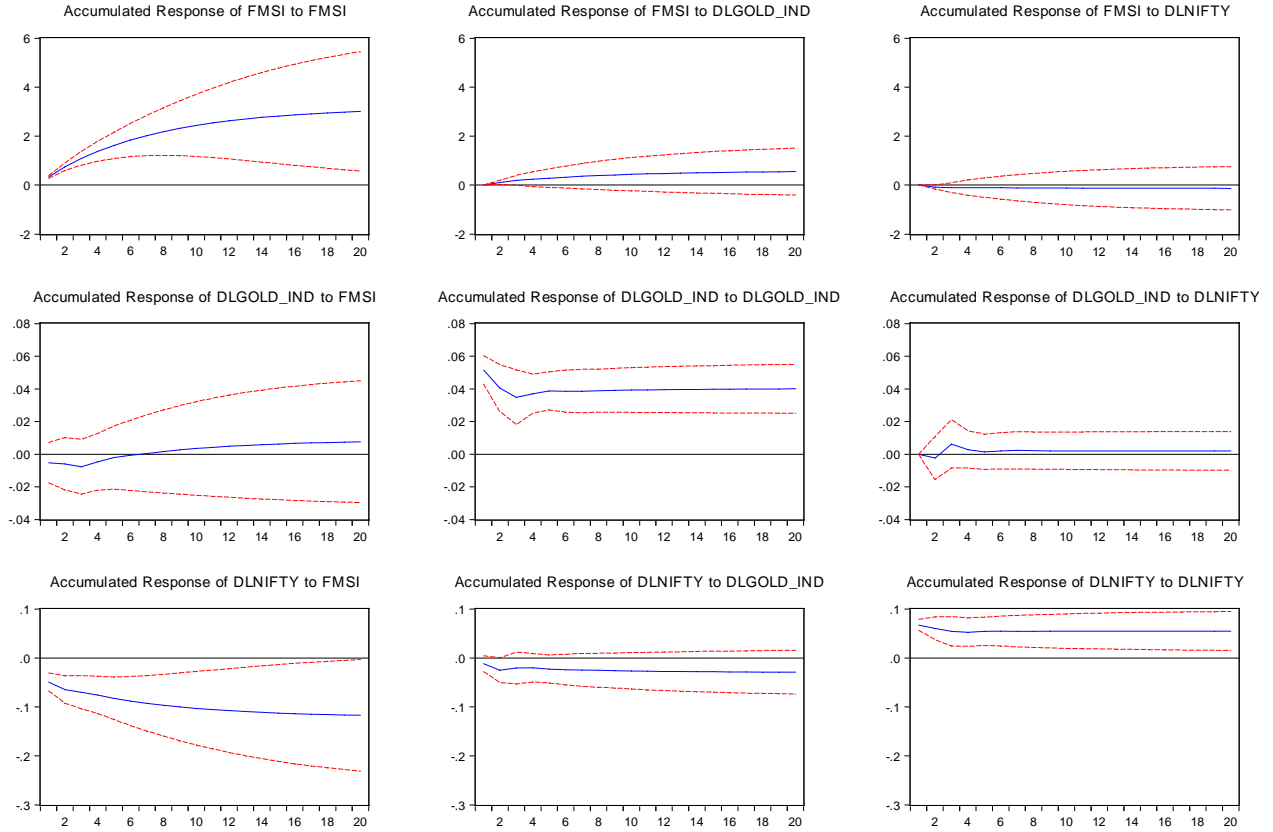 Accumulated Response of FMSI to FMSI
Accumulated Response of FMSI to DLGOLD_IND
Accumulated Response of FMSI to DLNIFTY
6
4
2
0
-2
2 4 6 8 10 12 14 16 18 20
6
4
2
0
-2
2 4 6 8 10 12 14 16 18 20
6
4
2
0
-2
2 4 6 8 10 12 14 16 18 20
Accumulated Response of DLGOLD_IND to FMSI
Accumulated Response of DLGOLD_IND to DLGOLD_IND
Accumulated Response of DLGOLD_IND to DLNIFTY
.08
.06
.04
.02
.00
-.02
-.04
2 4 6 8 10 12 14 16 18 20
.08
.06
.04
.02
.00
-.02
-.04
2 4 6 8 10 12 14 16 18 20
.08
.06
.04
.02
.00
-.02
-.04
2 4 6 8 10 12 14 16 18 20
Accumulated Response of DLNIFTY to FMSI
Accumulated Response of DLNIFTY to DLGOLD_IND
Accumulated Response of DLNIFTY to DLNIFTY
.1
.0
-.1
-.2
-.3
2 4 6 8 10 12 14 16 18 20
.1
.0
-.1
-.2
-.3
2 4 6 8 10 12 14 16 18 20
.1
.0
-.1
-.2
-.3
2 4 6 8 10 12 14 16 18 20